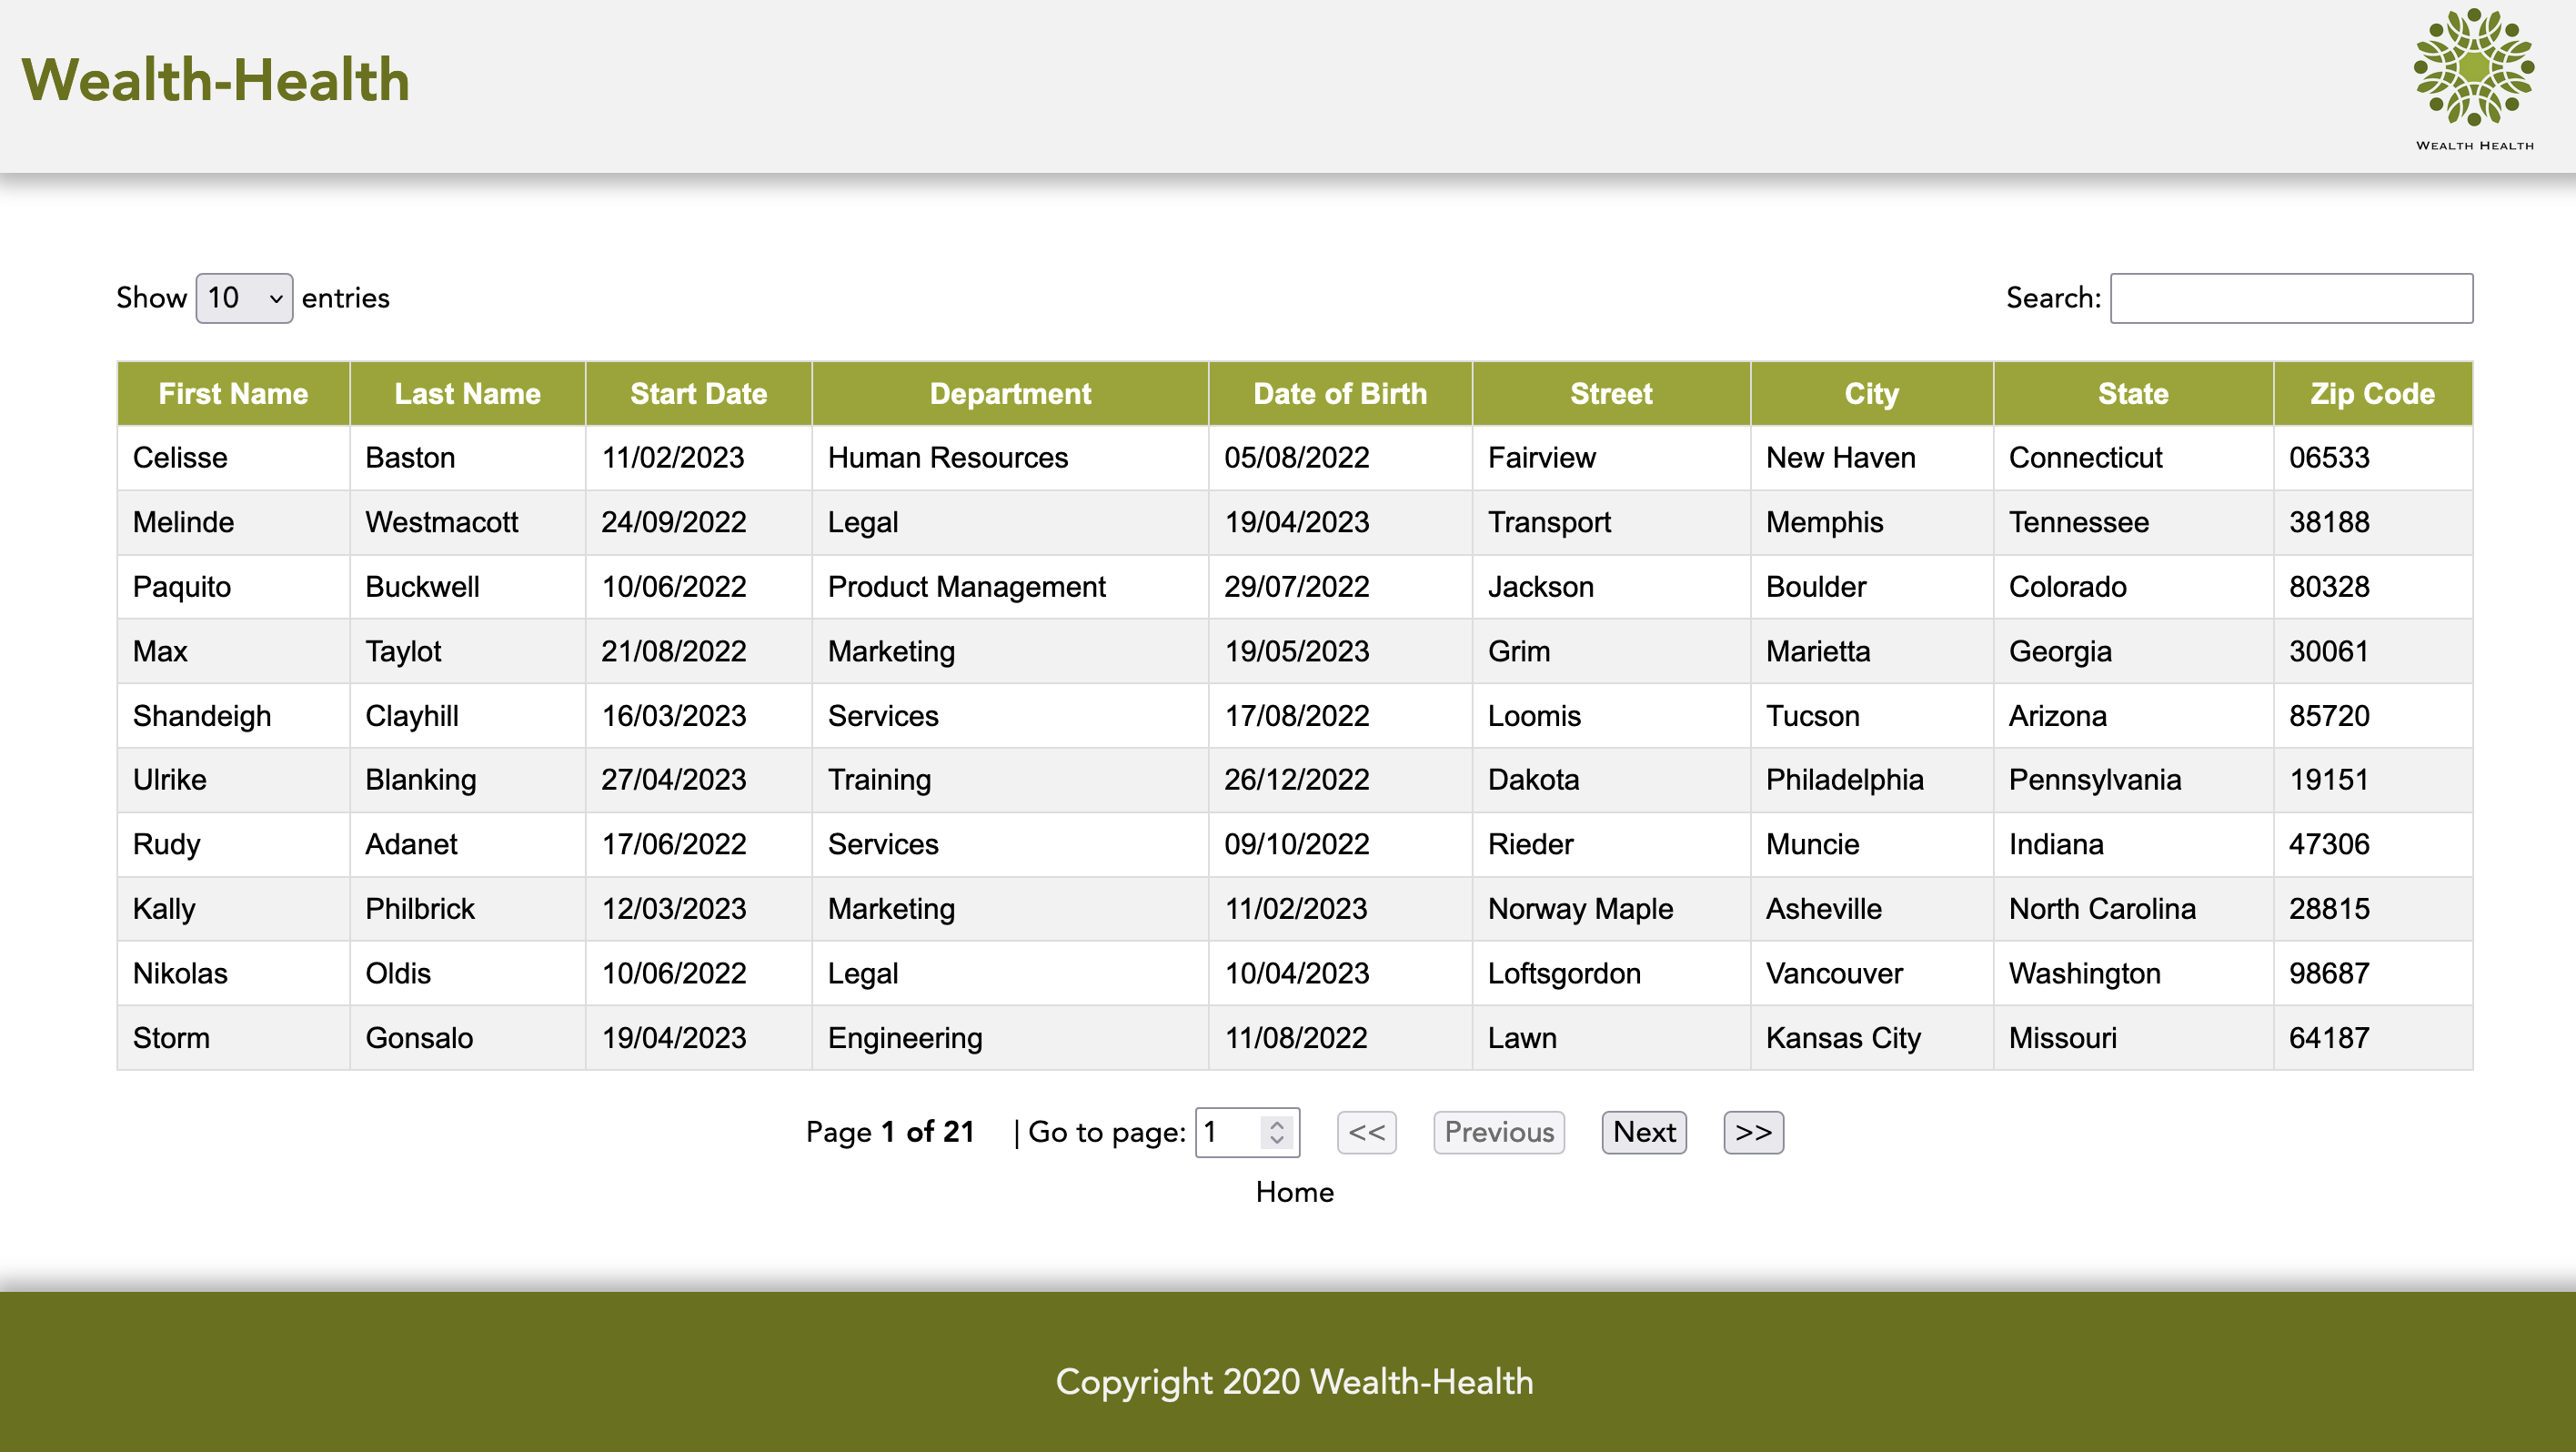 Wealth-Health
WEALTH HEALTH
Show 10 entries Search:
First Name Last Name Start Date Department Date of Birth Street City State Zip Code
Celisse Baston 11/02/2023 Human Resources 05/08/2022 Fairview New Haven Connecticut 06533
Melinde Westmacott 24/09/2022 Legal 19/04/2023 Transport Memphis Tennessee 38188
Paquito Buckwell 10/06/2022 Product Management 29/07/2022 Jackson Boulder Colorado 80328
Max Taylot 21/08/2022 Marketing 19/05/2023 Grim Marietta Georgia 30061
Shandeigh Clayhill 16/03/2023 Services 17/08/2022 Loomis Tucson Arizona 85720
Ulrike Blanking 27/04/2023 Training 26/12/2022 Dakota Philadelphia Pennsylvania 19151
Rudy Adanet 17/06/2022 Services 09/10/2022 Rieder Muncie Indiana 47306
Kally Philbrick 12/03/2023 Marketing 11/02/2023 Norway Maple Asheville North Carolina 28815
Nikolas Oldis 10/06/2022 Legal 10/04/2023 Loftsgordon Vancouver Washington 98687
Storm Gonsalo 19/04/2023 Engineering 11/08/2022 Lawn Kansas City Missouri 64187
Page 1 of 21 | Go to page: 1 << Previous Next >>
Home
Copyright 2020 Wealth-Health